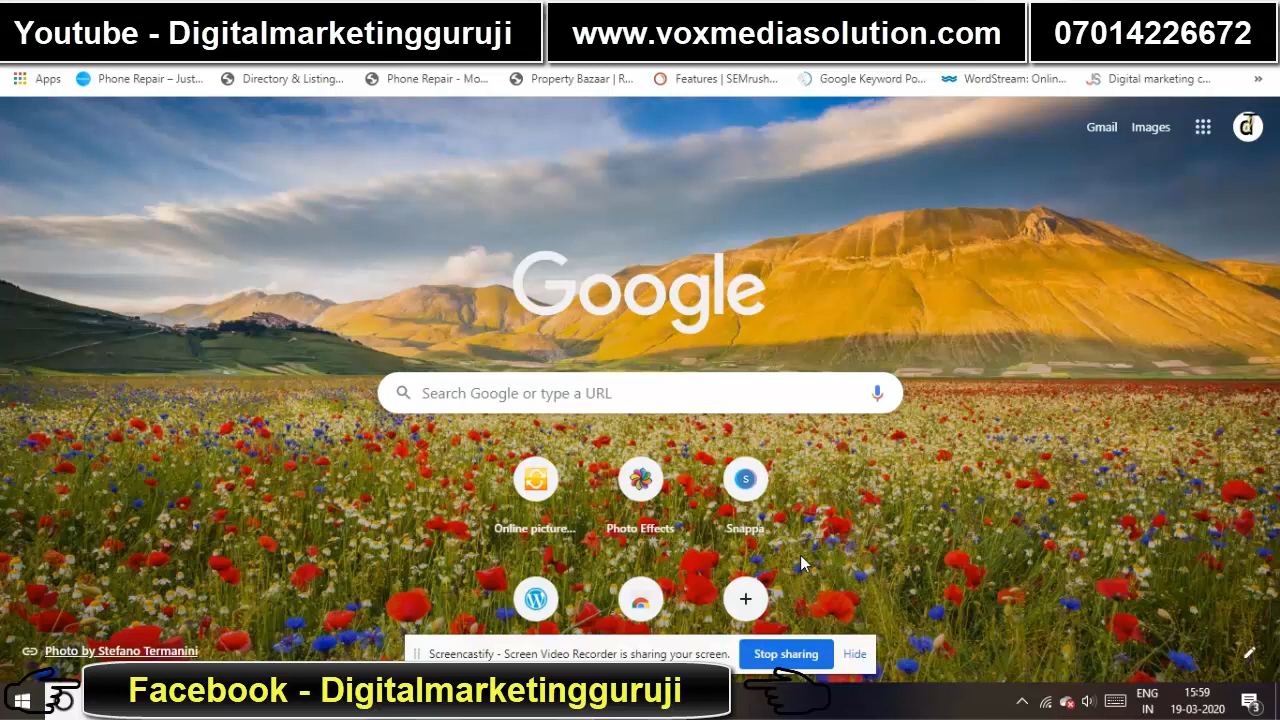 Youtube - Digitalmarketingguruji
www.voxmediasolution.com
07014226672
Apps
Phone Repair – Just...
Directory & Listing...
Phone Repair - Mo...
Property Bazaar | R...
Features | SEMrush...
Google Keyword Po...
WordStream: Onlin...
Digital marketing c...
»
Gmail Images
d
Google
Search Google or type a URL
S
Online picture... Photo Effects Snappa
Photo by Stefano Termanini
Screencastify - Screen Video Recorder is sharing your screen. Stop sharing Hide
Facebook - Digitalmarketingguruji
ENG 15:59
IN 19-03-2020
3